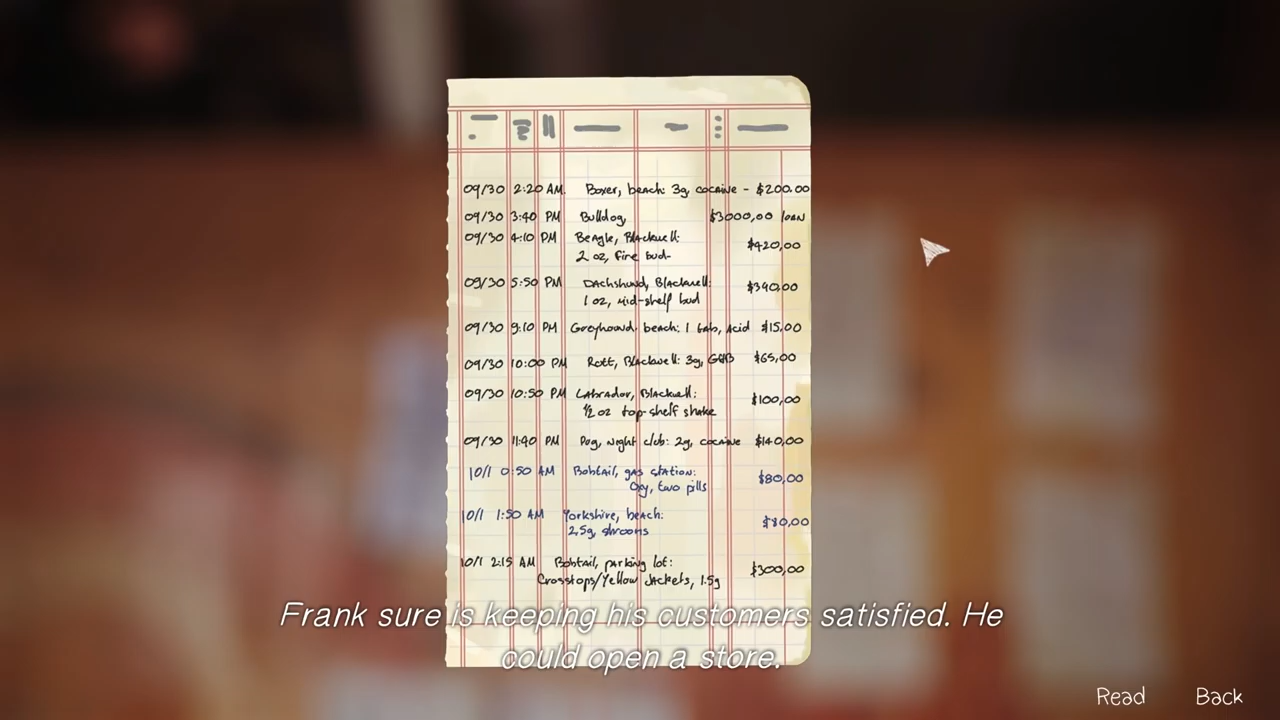 09/30 2:20 AM. Boxer, beach: 3g, cocaine - $200.00
09/30 3:40 PM Bulldog, $3000,00 loan
09/30 4:10 PM Beagle, Blackwell:
2 oz, fire bud- $420,00
09/30 5:50 PM Dachshund, Blackwell: $340,00
1 oz, mid-shelf bud
09/30 9:10 PM Greyhound, beach: 1 tab, Acid $15,00
09/30 10:00 PM Rott, Blackwell: 3g, GHB $65,00
09/30 10:50 PM Labrador, Blackwell: $100,00
1/2 oz top-shelf shake
09/30 11:40 PM Pog, night club: 2g, cocaine $140,00
10/1 0:50 AM Bobtail, gas station: $80,00
Oxy, two pills
10/1 1:50 AM Yorkshire, beach:
2,5g, shrooms
10/1 2:15 AM Bobtail, parking lot: $300,00
Crosstops/Yellow Jackets, 1.5g
Frank sure is keeping his customers satisfied. He
could open a store.
Read Back